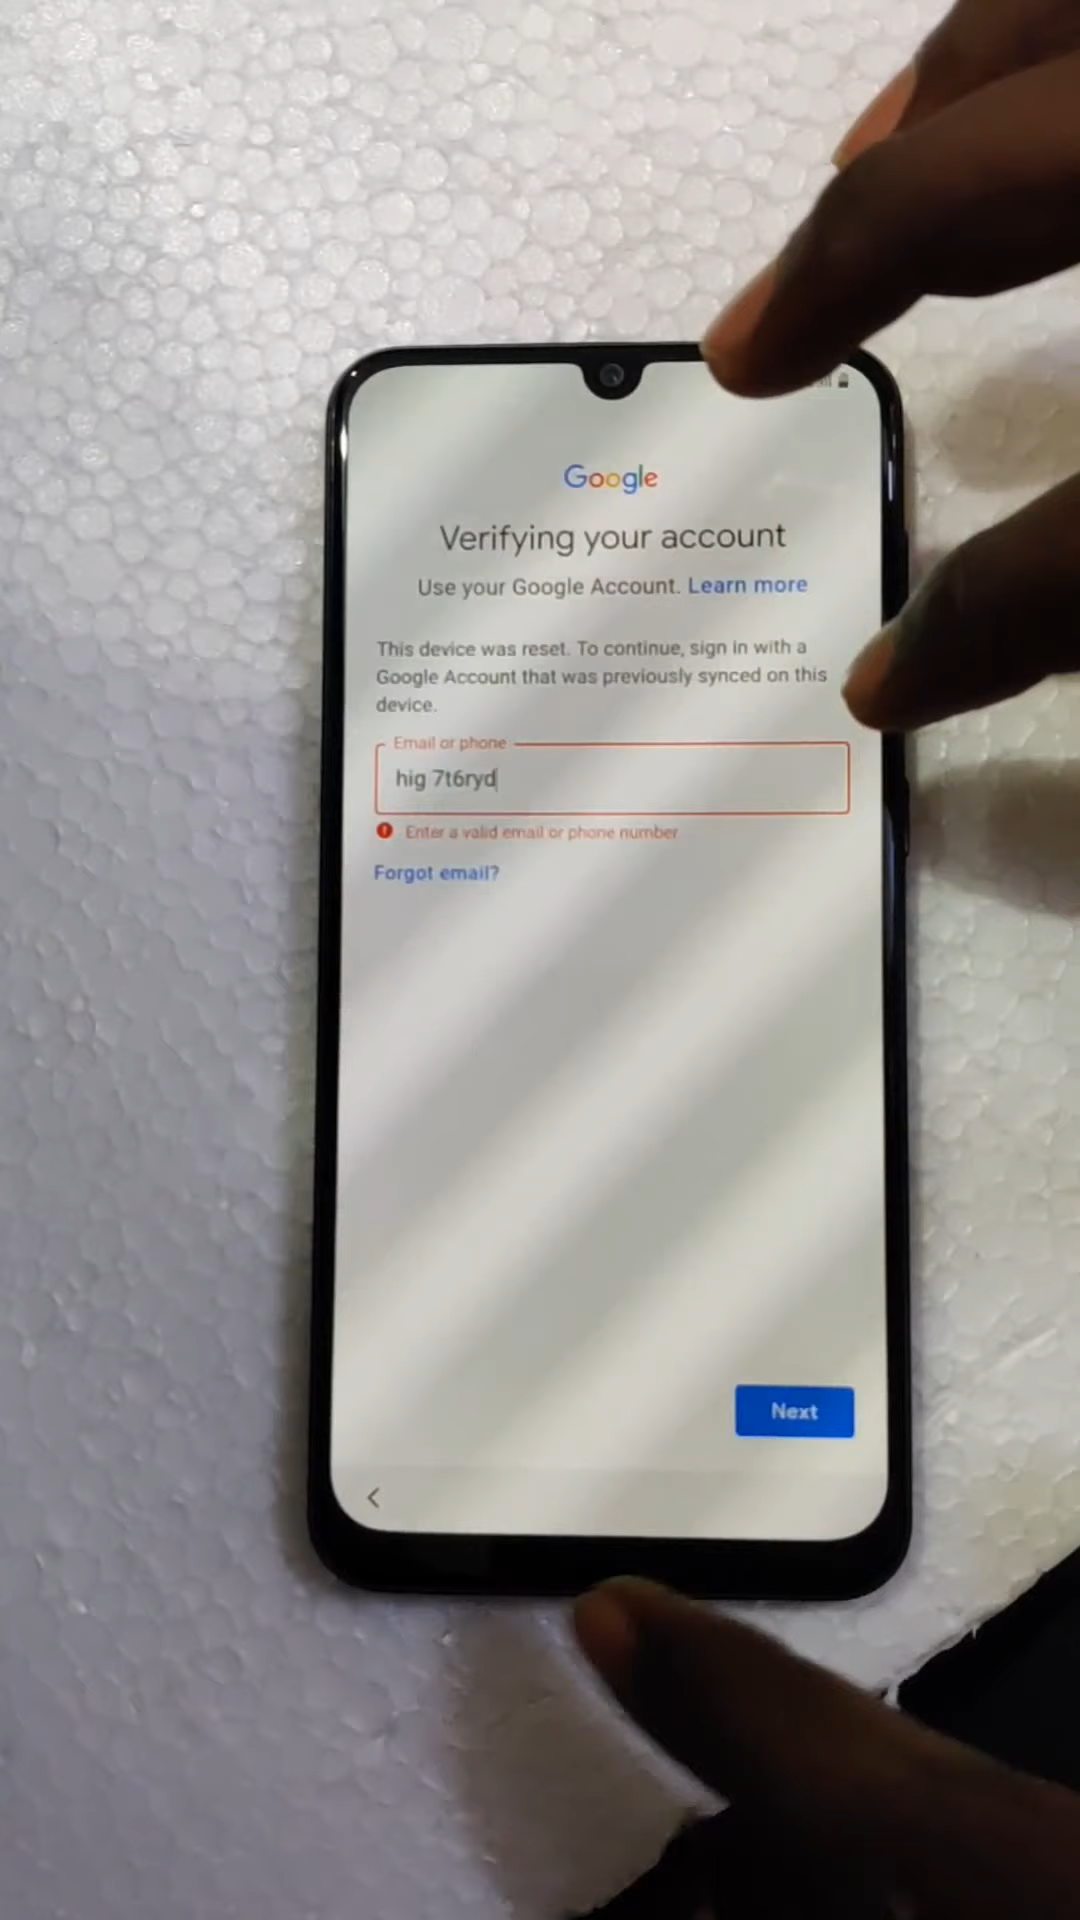 Google
Verifying your account
Use your Google Account. Learn more
This device was reset. To continue, sign in with a
Google Account that was previously synced on this
device.
Email or phone
hig 7t6ryd
Enter a valid email or phone number
Forgot email?
Next